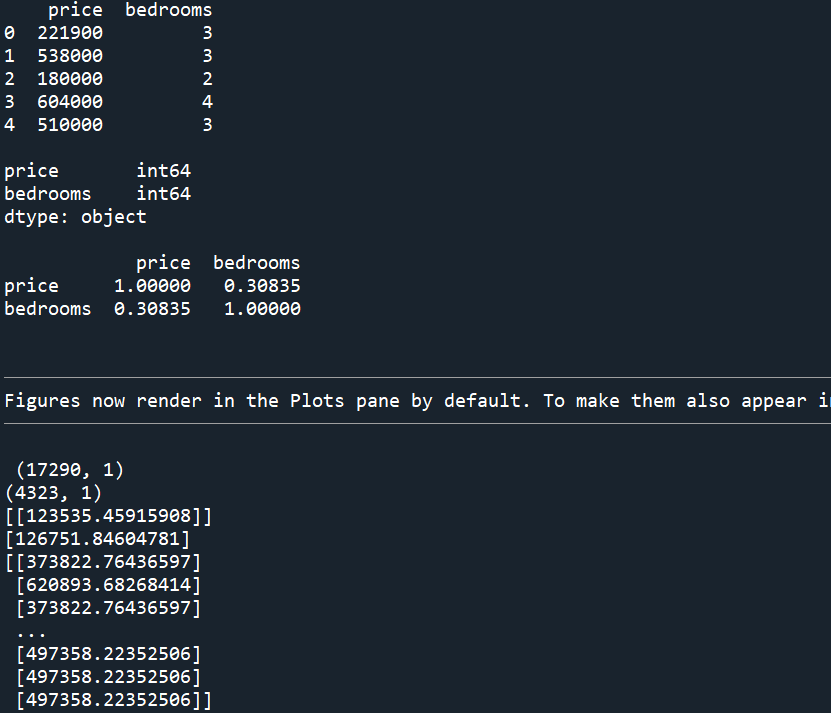 price bedrooms
0 221900 3
1 538000 3
2 180000 2
3 604000 4
4 510000 3
price int64
bedrooms int64
dtype: object
price bedrooms
price 1.00000 0.30835
bedrooms 0.30835 1.00000
Figures now render in the Plots pane by default. To make them also appear
(17290, 1)
(4323, 1)
[[123535.45915908]]
[126751.84604781]
[[373822.76436597]
[620893.68268414]
[373822.76436597]
...
[497358.22352506]
[497358.22352506]
[497358.22352506]]